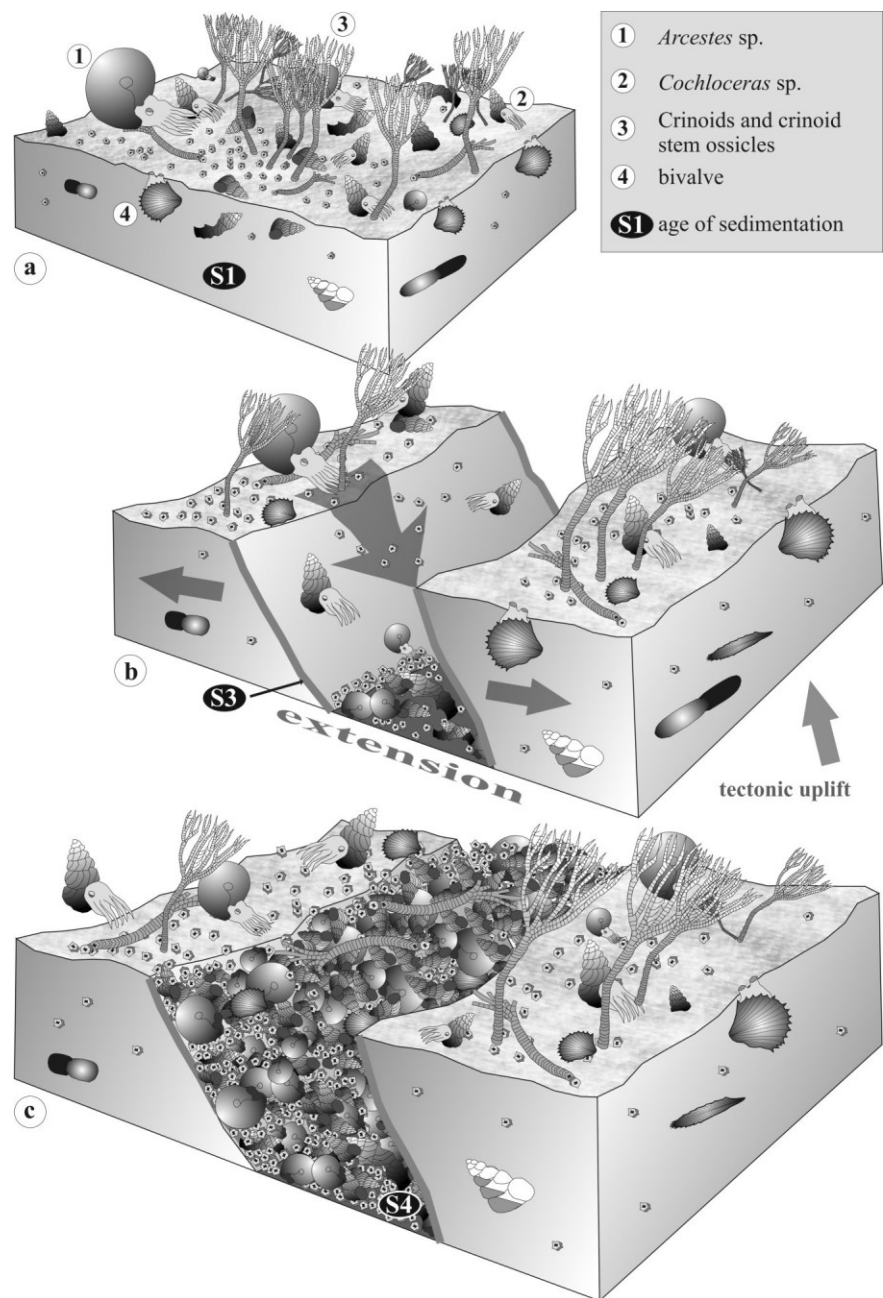 1 Arcestes sp.
2 Cochloceras sp.
3 Crinoids and crinoid
stem ossicles
4 bivalve
S1 age of sedimentation
1
3
2
4
a
S1
b
S3
extension
tectonic uplift
c
S4